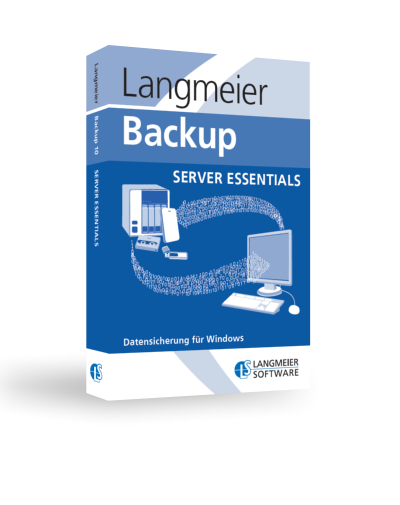 Langmeier
Backup
SERVER ESSENTIALS
Datensicherung für Windows
LANGMEIER
SOFTWARE
Langmeier Backup 10 SERVER ESSENTIALS